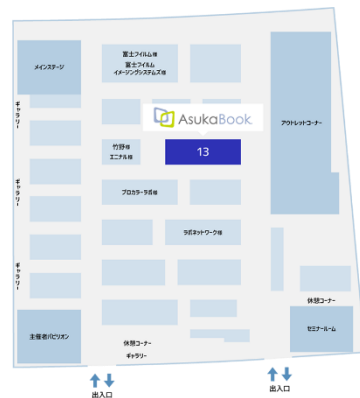 メインステージ
富士フイルム様
富士フイルム
イメージングシステムズ様
ギャラリー
AsukaBook
アウトレットコーナー
竹野様
エニナル様
13
ギャラリー
プロカラーラボ様
ラボネットワーク様
ギャラリー
休憩コーナー
主催者パビリオン
セミナールーム
休憩コーナー
ギャラリー
出入口
出入口